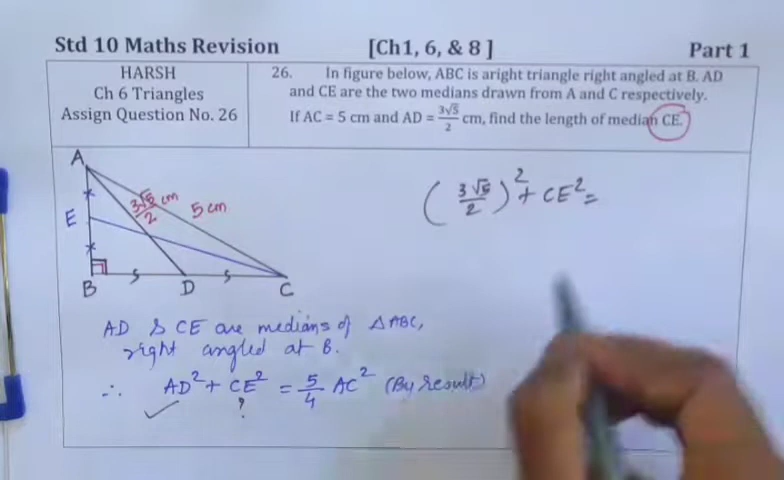 Std 10 Maths Revision [Ch1, 6, & 8 ] Part 1
HARSH
Ch 6 Triangles
Assign Question No. 26
26. In figure below, ABC is aright triangle right angled at B. AD
and CE are the two medians drawn from A and C respectively.
If AC = 5 cm and AD = 3√5/2 cm, find the length of median CE.
A
3√5/2 cm
5 cm
E
B D C
(3√5/2)² + CE² =
AD & CE are medians of △ABC,
right angled at B.
∴ AD² + CE² = 5/4 AC² (By result)
?